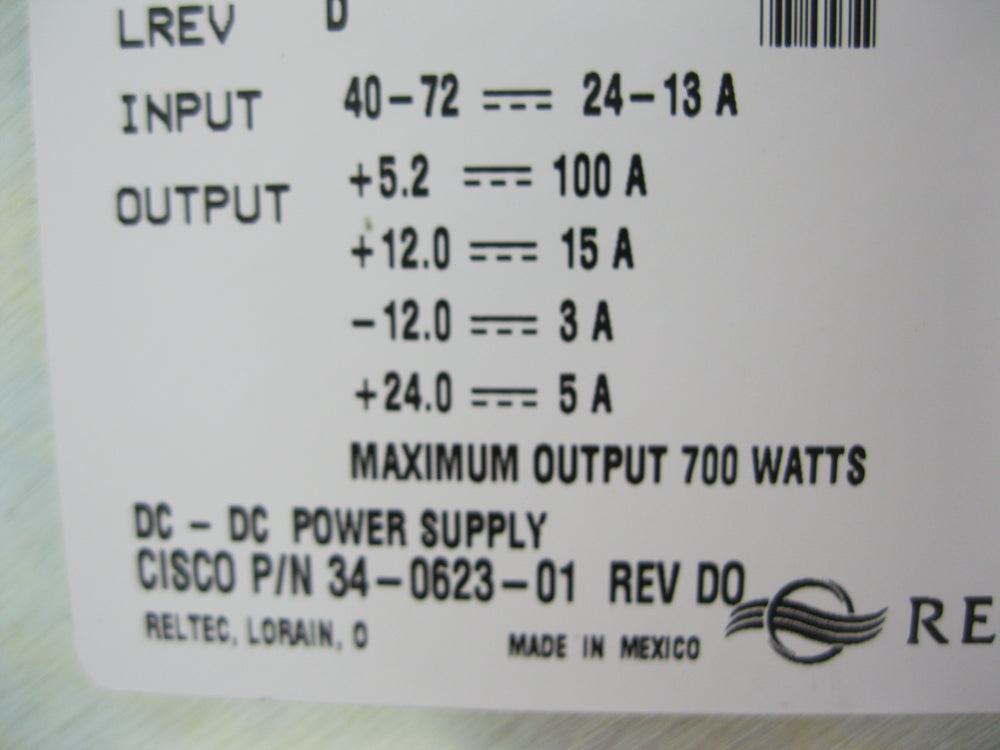 LREV D
INPUT 40-72 ⎓ 24-13 A
OUTPUT +5.2 ⎓ 100 A
+12.0 ⎓ 15 A
-12.0 ⎓ 3 A
+24.0 ⎓ 5 A
MAXIMUM OUTPUT 700 WATTS
DC - DC POWER SUPPLY
CISCO P/N 34-0623-01 REV DO
RELTEC, LORAIN, O
MADE IN MEXICO
RE